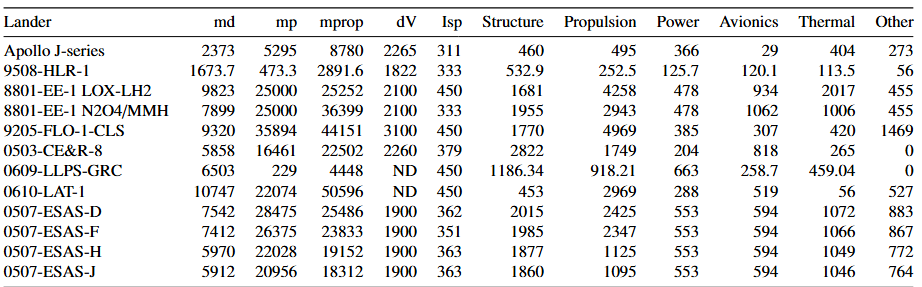 Lander md mp mprop dV Isp Structure Propulsion Power Avionics Thermal Other
Apollo J-series 2373 5295 8780 2265 311 460 495 366 29 404 273
9508-HLR-1 1673.7 473.3 2891.6 1822 333 532.9 252.5 125.7 120.1 113.5 56
8801-EE-1 LOX-LH2 9823 25000 25252 2100 450 1681 4258 478 934 2017 455
8801-EE-1 N2O4/MMH 7899 25000 36399 2100 333 1955 2943 478 1062 1006 455
9205-FLO-1-CLS 9320 35894 44151 3100 450 1770 4969 385 307 420 1469
0503-CE&R-8 5858 16461 22502 2260 379 2822 1749 204 818 265 0
0609-LLPS-GRC 6503 229 4448 ND 450 1186.34 918.21 663 258.7 459.04 0
0610-LAT-1 10747 22074 50596 ND 450 453 2969 288 519 56 527
0507-ESAS-D 7542 28475 25486 1900 362 2015 2425 553 594 1072 883
0507-ESAS-F 7412 26375 23833 1900 351 1985 2347 553 594 1066 867
0507-ESAS-H 5970 22028 19152 1900 363 1877 1125 553 594 1049 772
0507-ESAS-J 5912 20956 18312 1900 363 1860 1095 553 594 1046 764